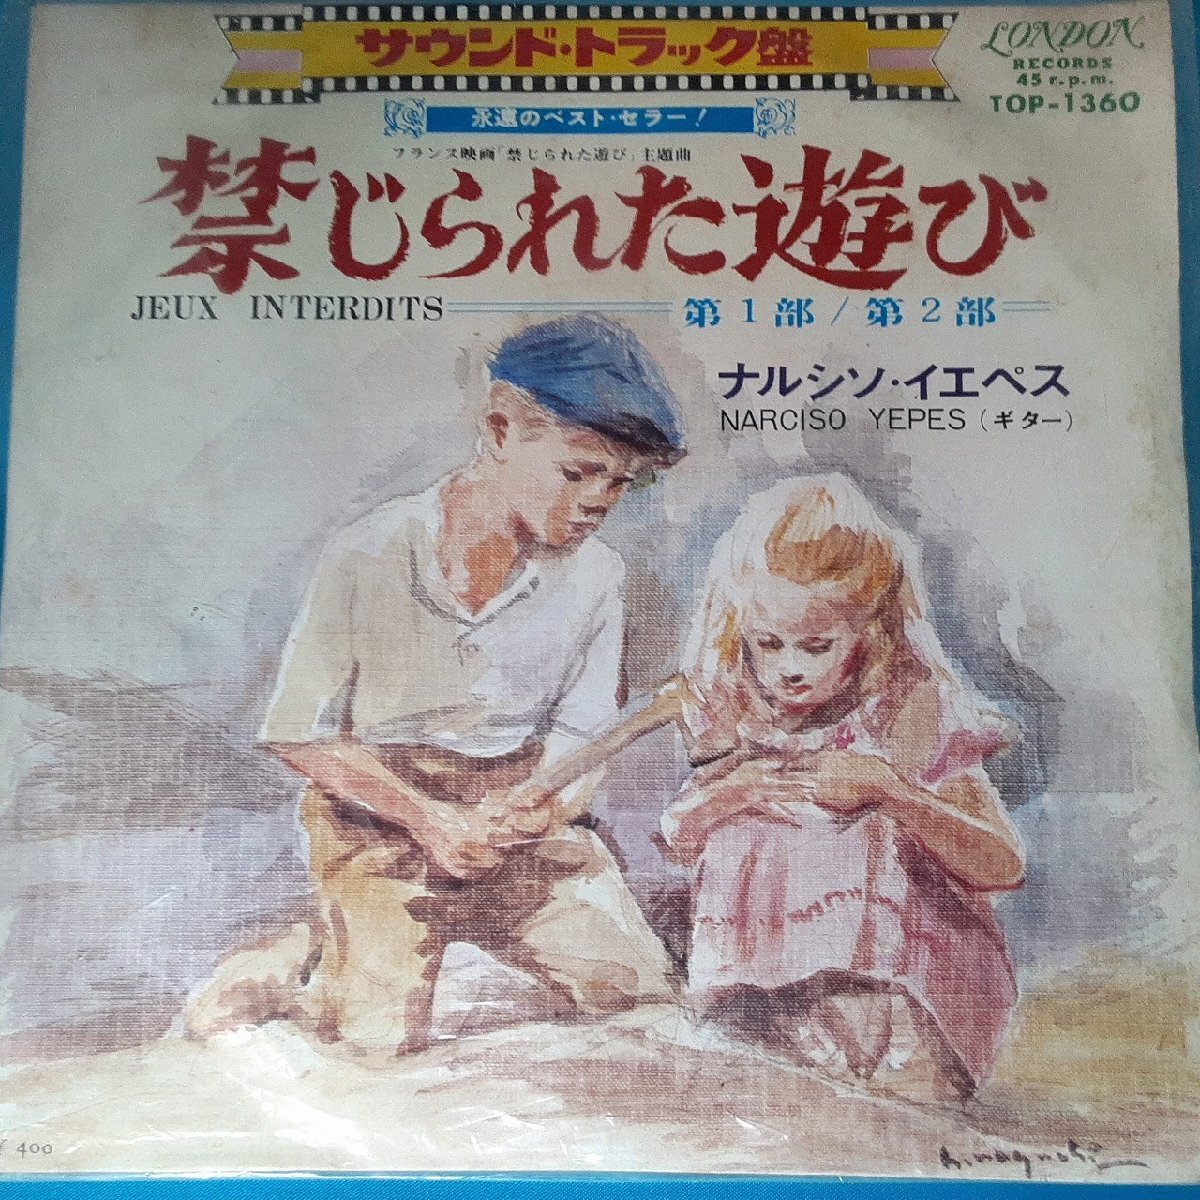 サウンド・トラック盤
LONDON
RECORDS
45 r.p.m.
TOP-1360
永遠のベスト・セラー!
フランス映画「禁じられた遊び」主題曲
禁じられた遊び
JEUX INTERDITS
第1部/第2部
ナルシソ・イエペス
NARCISO YEPES (ギター)
400